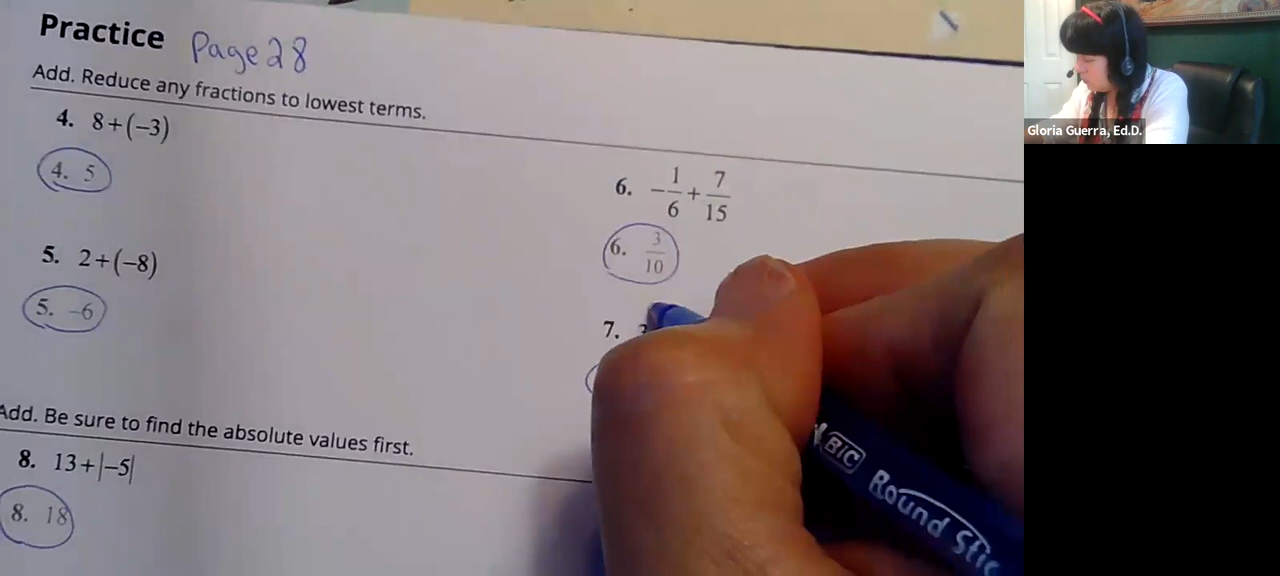 Practice Page 28
Add. Reduce any fractions to lowest terms.
4. 8+(−3)
4. 5
5. 2+(−8)
5. −6
6. −1/6 + 7/15
6. 3/10
7.
Add. Be sure to find the absolute values first.
8. 13+|−5|
8. 18
BIC Round Stic
Gloria Guerra, Ed.D.